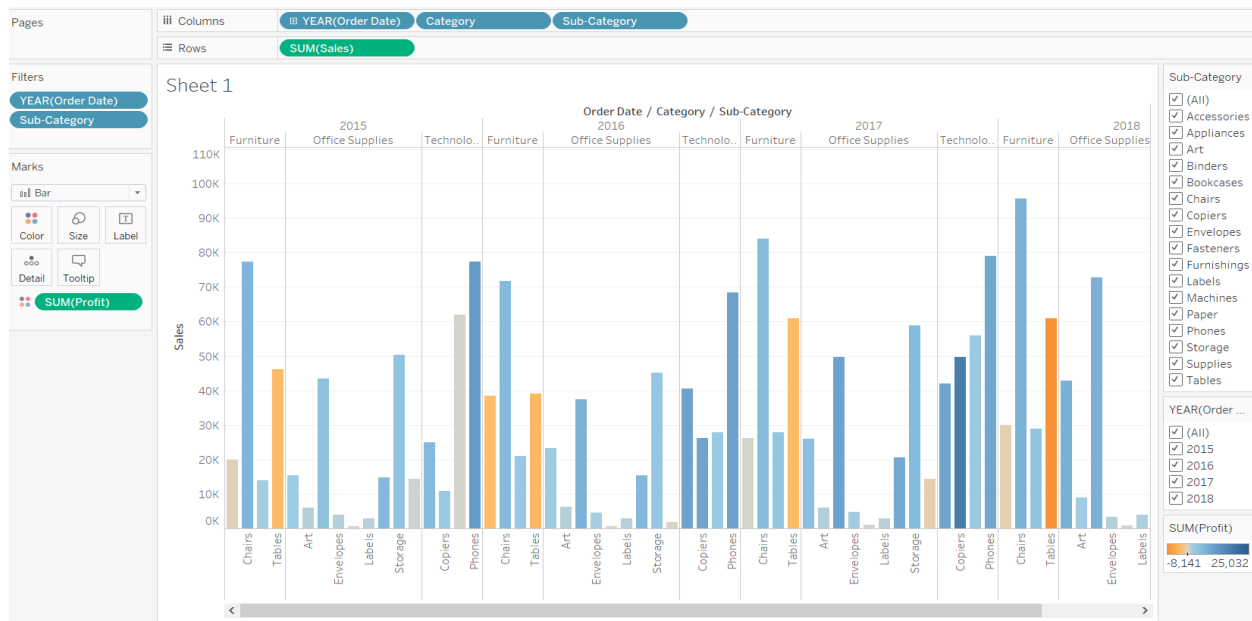 Pages
Columns
YEAR(Order Date) Category Sub-Category
Rows
SUM(Sales)
Filters
YEAR(Order Date)
Sub-Category
Marks
Bar
Color Size Label
Detail Tooltip
SUM(Profit)
Sheet 1
Order Date / Category / Sub-Category
2015 2016 2017 2018
Furniture Office Supplies Technolo.. Furniture Office Supplies Technolo.. Furniture Office Supplies Technolo.. Furniture Office Supplies
Sales
110K
100K
90K
80K
70K
60K
50K
40K
30K
20K
10K
0K
Chairs Tables Art Envelopes Labels Storage Copiers Phones Chairs Tables Art Envelopes Labels Storage Copiers Phones Chairs Tables Art Envelopes Labels Storage Copiers Phones Chairs Tables Art Envelopes Labels
Sub-Category
(All)
Accessories
Appliances
Art
Binders
Bookcases
Chairs
Copiers
Envelopes
Fasteners
Furnishings
Labels
Machines
Paper
Phones
Storage
Supplies
Tables
YEAR(Order ...
(All)
2015
2016
2017
2018
SUM(Profit)
-8,141 25,032